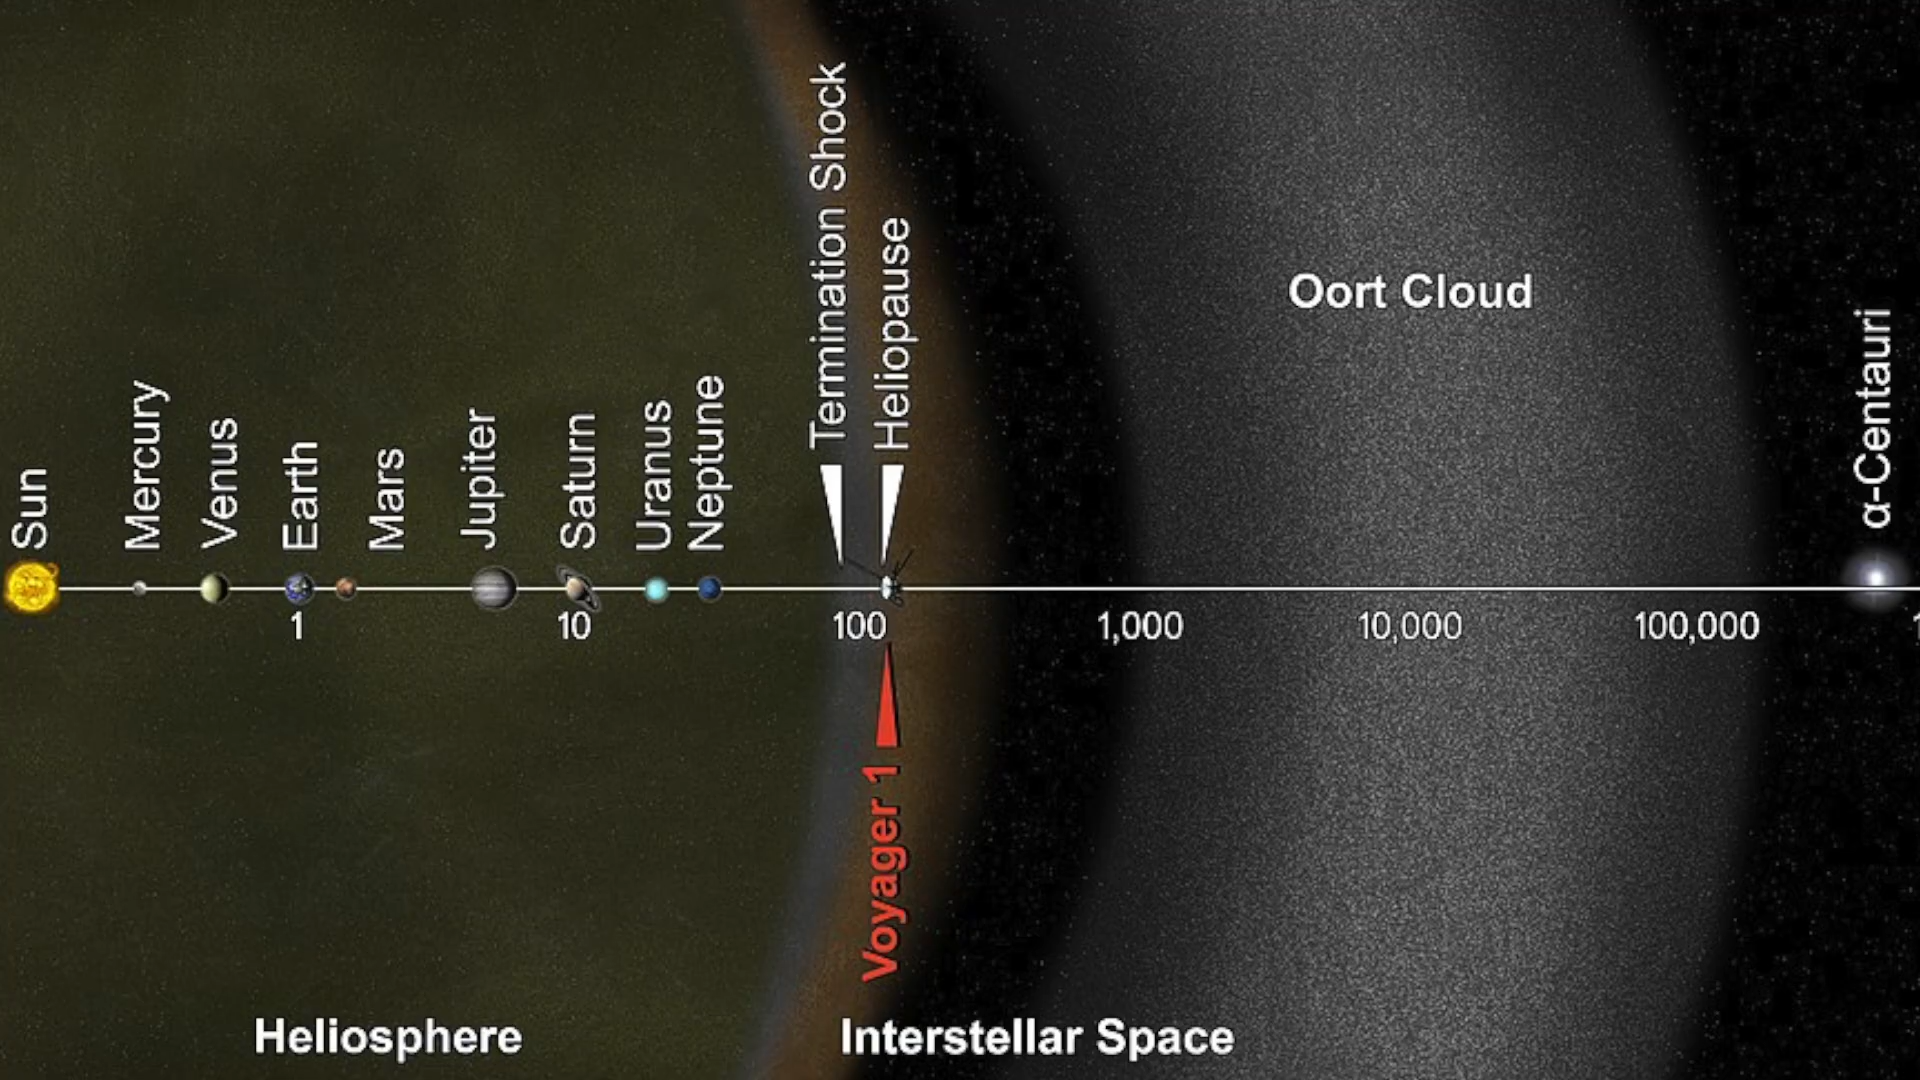 Sun
Mercury
Venus
Earth
Mars
Jupiter
Saturn
Uranus
Neptune
Termination Shock
Heliopause
Oort Cloud
α-Centauri
1
10
100
1,000
10,000
100,000
Voyager 1
Heliosphere
Interstellar Space